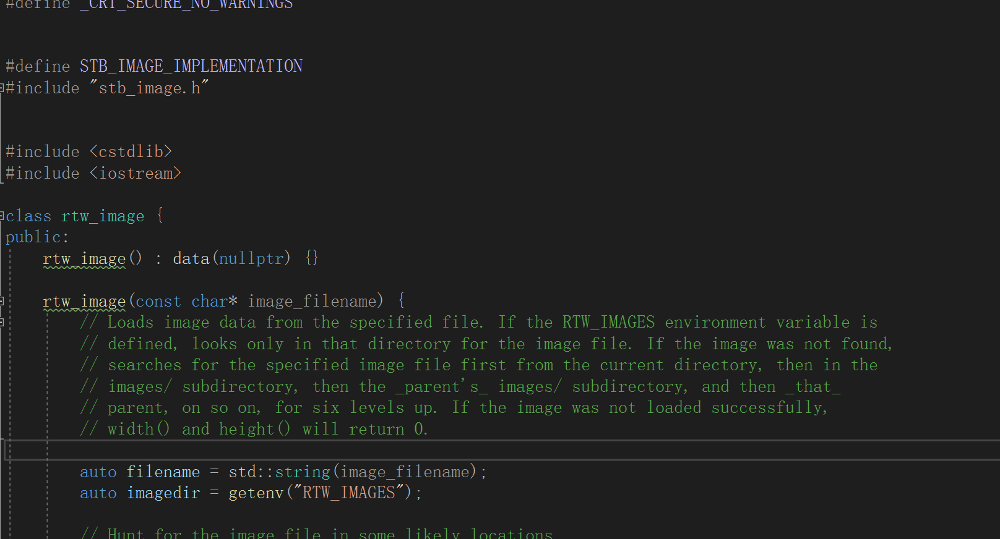 #define _CRT_SECURE_NO_WARNINGS
#define STB_IMAGE_IMPLEMENTATION
#include "stb_image.h"
#include <cstdlib>
#include <iostream>
class rtw_image {
public:
rtw_image() : data(nullptr) {}
rtw_image(const char* image_filename) {
// Loads image data from the specified file. If the RTW_IMAGES environment variable is
// defined, looks only in that directory for the image file. If the image was not found,
// searches for the specified image file first from the current directory, then in the
// images/ subdirectory, then the _parent's_ images/ subdirectory, and then _that_
// parent, on so on, for six levels up. If the image was not loaded successfully,
// width() and height() will return 0.
auto filename = std::string(image_filename);
auto imagedir = getenv("RTW_IMAGES");
// Hunt for the image file in some likely locations